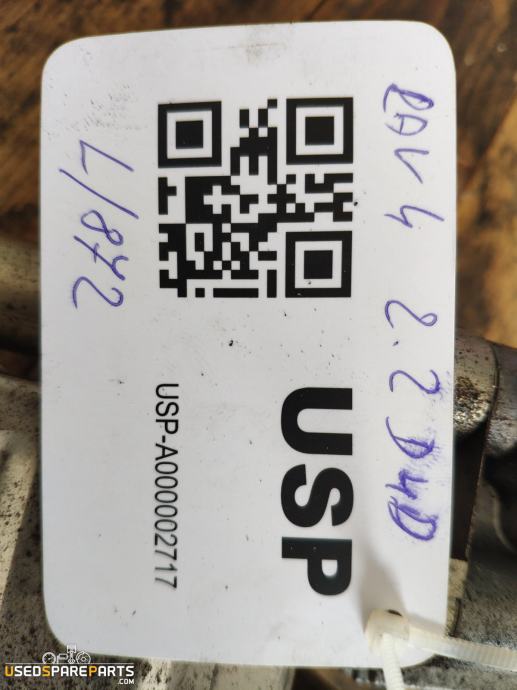 RAV 4 2.2 D4D
USP
USP-A000002717
L/872
USEDSPAREPARTS
.COM